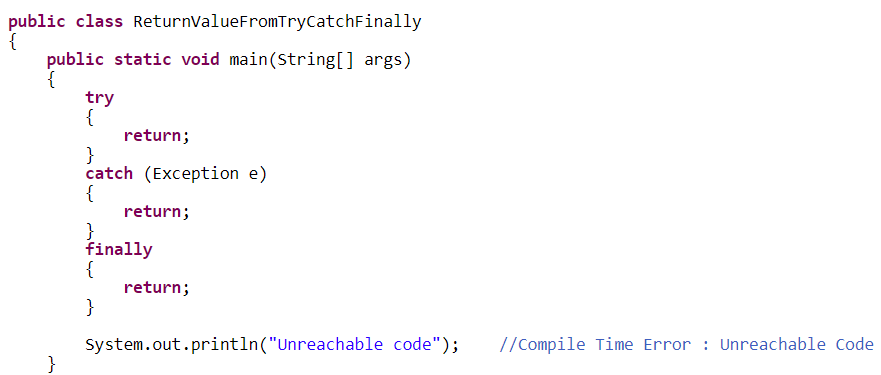 public class ReturnValueFromTryCatchFinally
{
    public static void main(String[] args)
    {
        try
        {
            return;
        }
        catch (Exception e)
        {
            return;
        }
        finally
        {
            return;
        }

        System.out.println("Unreachable code");    //Compile Time Error : Unreachable Code
    }